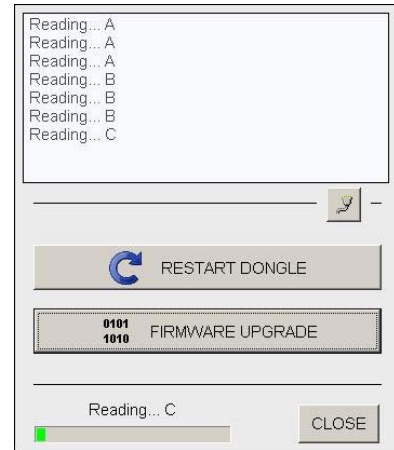 Reading... A
Reading... A
Reading... A
Reading... B
Reading... B
Reading... B
Reading... C
RESTART DONGLE
0101
1010
FIRMWARE UPGRADE
Reading... C
CLOSE